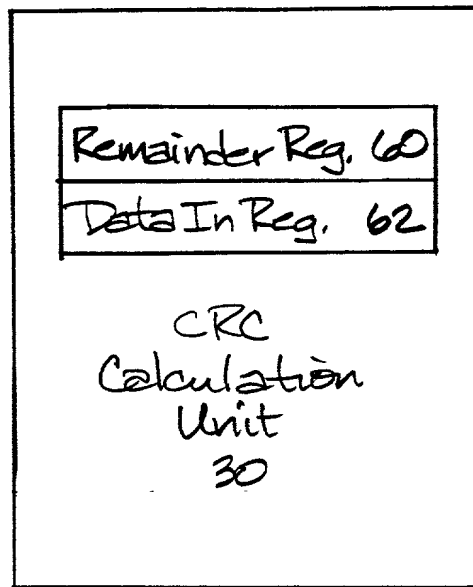 Remainder Reg. 60
Data In Reg. 62
CRC
Calculation
Unit
30